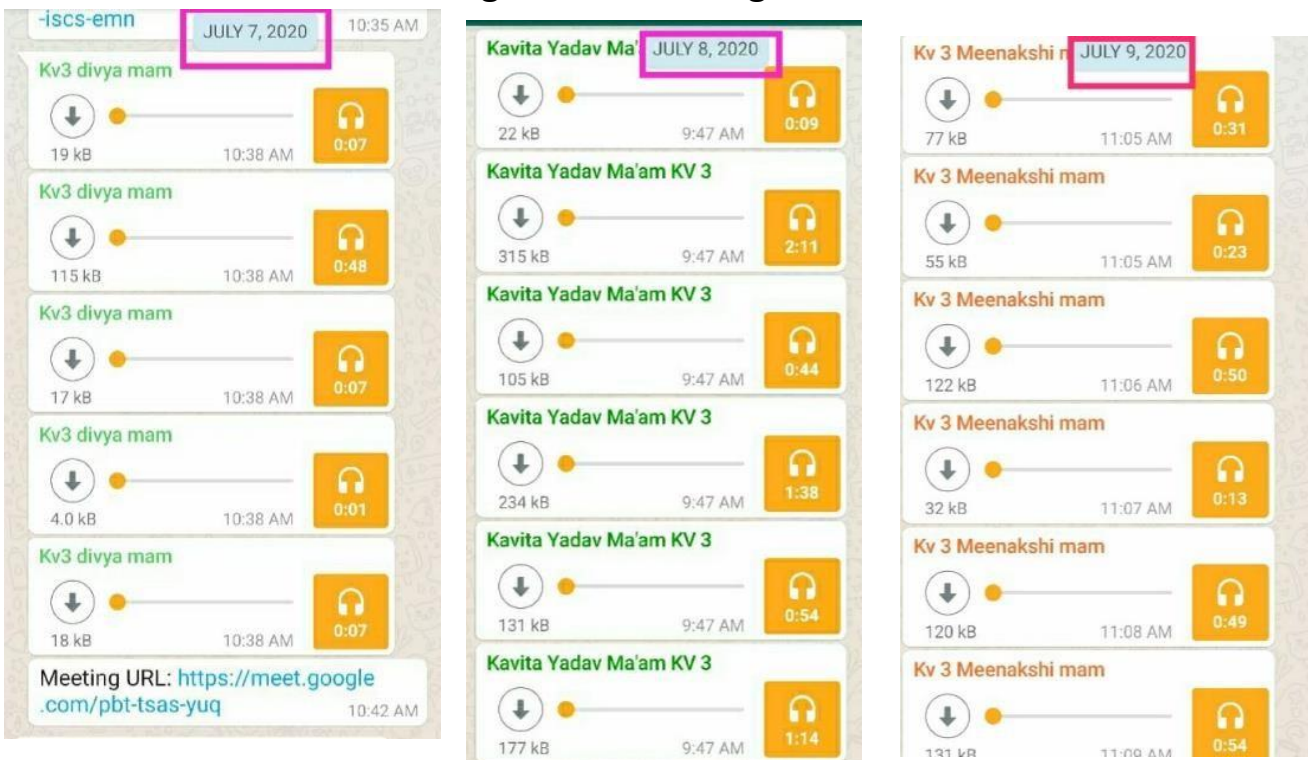 -iscs-emn
10:35 AM
JULY 7, 2020
Kv3 divya mam
0:07
19 kB
10:38 AM
Kv3 divya mam
0:48
115 kB
10:38 AM
Kv3 divya mam
0:07
17 kB
10:38 AM
Kv3 divya mam
0:01
4.0 kB
10:38 AM
Kv3 divya mam
0:07
18 kB
10:38 AM
Meeting URL: https://meet.google
.com/pbt-tsas-yuq
10:42 AM
Kavita Yadav Ma'
JULY 8, 2020
0:09
22 kB
9:47 AM
Kavita Yadav Ma'am KV 3
2:11
315 kB
9:47 AM
Kavita Yadav Ma'am KV 3
0:44
105 kB
9:47 AM
Kavita Yadav Ma'am KV 3
1:38
234 kB
9:47 AM
Kavita Yadav Ma'am KV 3
0:54
131 kB
9:47 AM
Kavita Yadav Ma'am KV 3
1:14
177 kB
9:47 AM
Kv 3 Meenakshi
JULY 9, 2020
0:31
77 kB
11:05 AM
Kv 3 Meenakshi mam
0:23
55 kB
11:05 AM
Kv 3 Meenakshi mam
0:50
122 kB
11:06 AM
Kv 3 Meenakshi mam
0:13
32 kB
11:07 AM
Kv 3 Meenakshi mam
0:49
120 kB
11:08 AM
Kv 3 Meenakshi mam
0:54
131 kB
11:09 AM